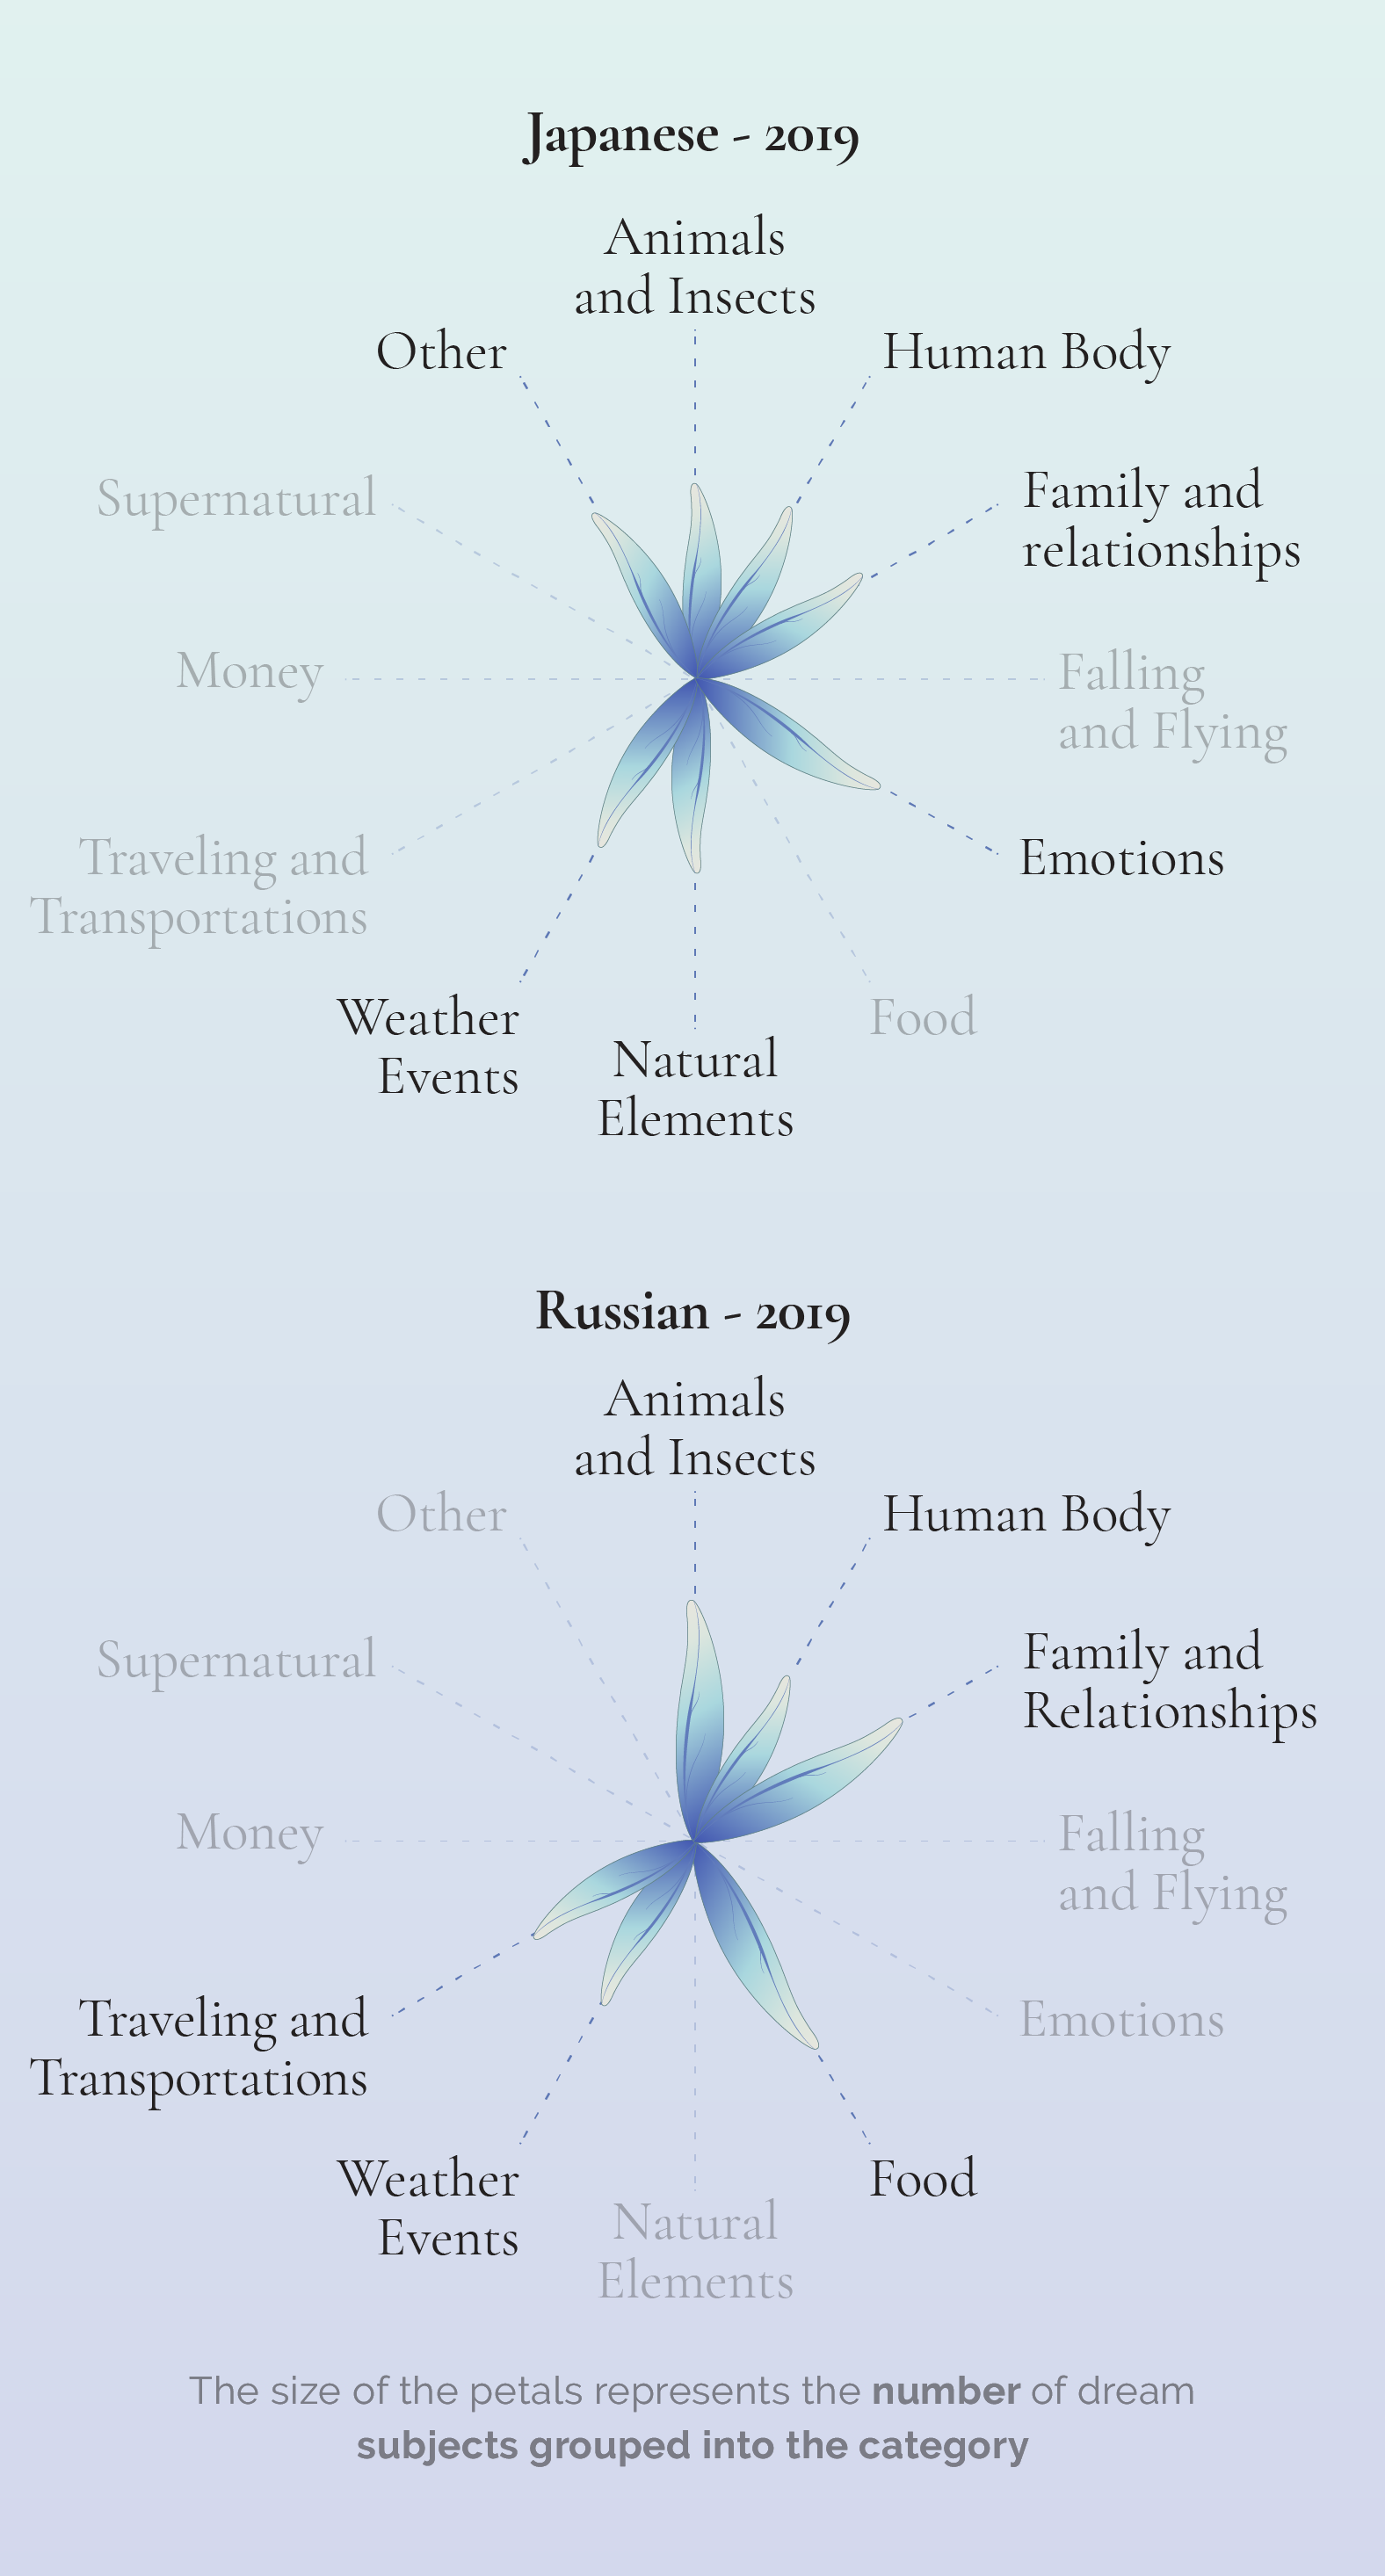 Japanese - 2019
Animals
and Insects
Other
Human Body
Supernatural
Family and
relationships
Money
Falling
and Flying
Traveling and
Transportations
Emotions
Weather
Events
Natural
Elements
Food
Russian - 2019
Animals
and Insects
Other
Human Body
Supernatural
Family and
Relationships
Money
Falling
and Flying
Traveling and
Transportations
Emotions
Weather
Events
Natural
Elements
Food
The size of the petals represents the number of dream
subjects grouped into the category